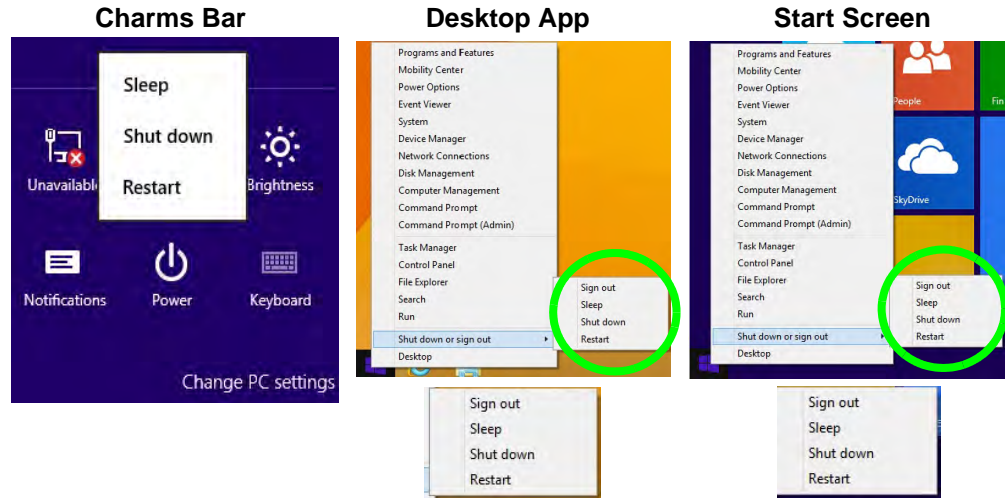 Charms Bar
Sleep
Shut down
Restart
Unavailabl
Brightness
Notifications
Power
Keyboard
Change PC settings
Desktop App
Programs and Features
Mobility Center
Power Options
Event Viewer
System
Device Manager
Network Connections
Disk Management
Computer Management
Command Prompt
Command Prompt (Admin)
Task Manager
Control Panel
File Explorer
Search
Run
Shut down or sign out
Desktop
Sign out
Sleep
Shut down
Restart
Sign out
Sleep
Shut down
Restart
Start Screen
Programs and Features
Mobility Center
Power Options
Event Viewer
System
Device Manager
Network Connections
Disk Management
Computer Management
Command Prompt
Command Prompt (Admin)
Task Manager
Control Panel
File Explorer
Search
Run
Shut down or sign out
Desktop
People
Fin
SkyDrive
Sign out
Sleep
Shut down
Restart
Sign out
Sleep
Shut down
Restart